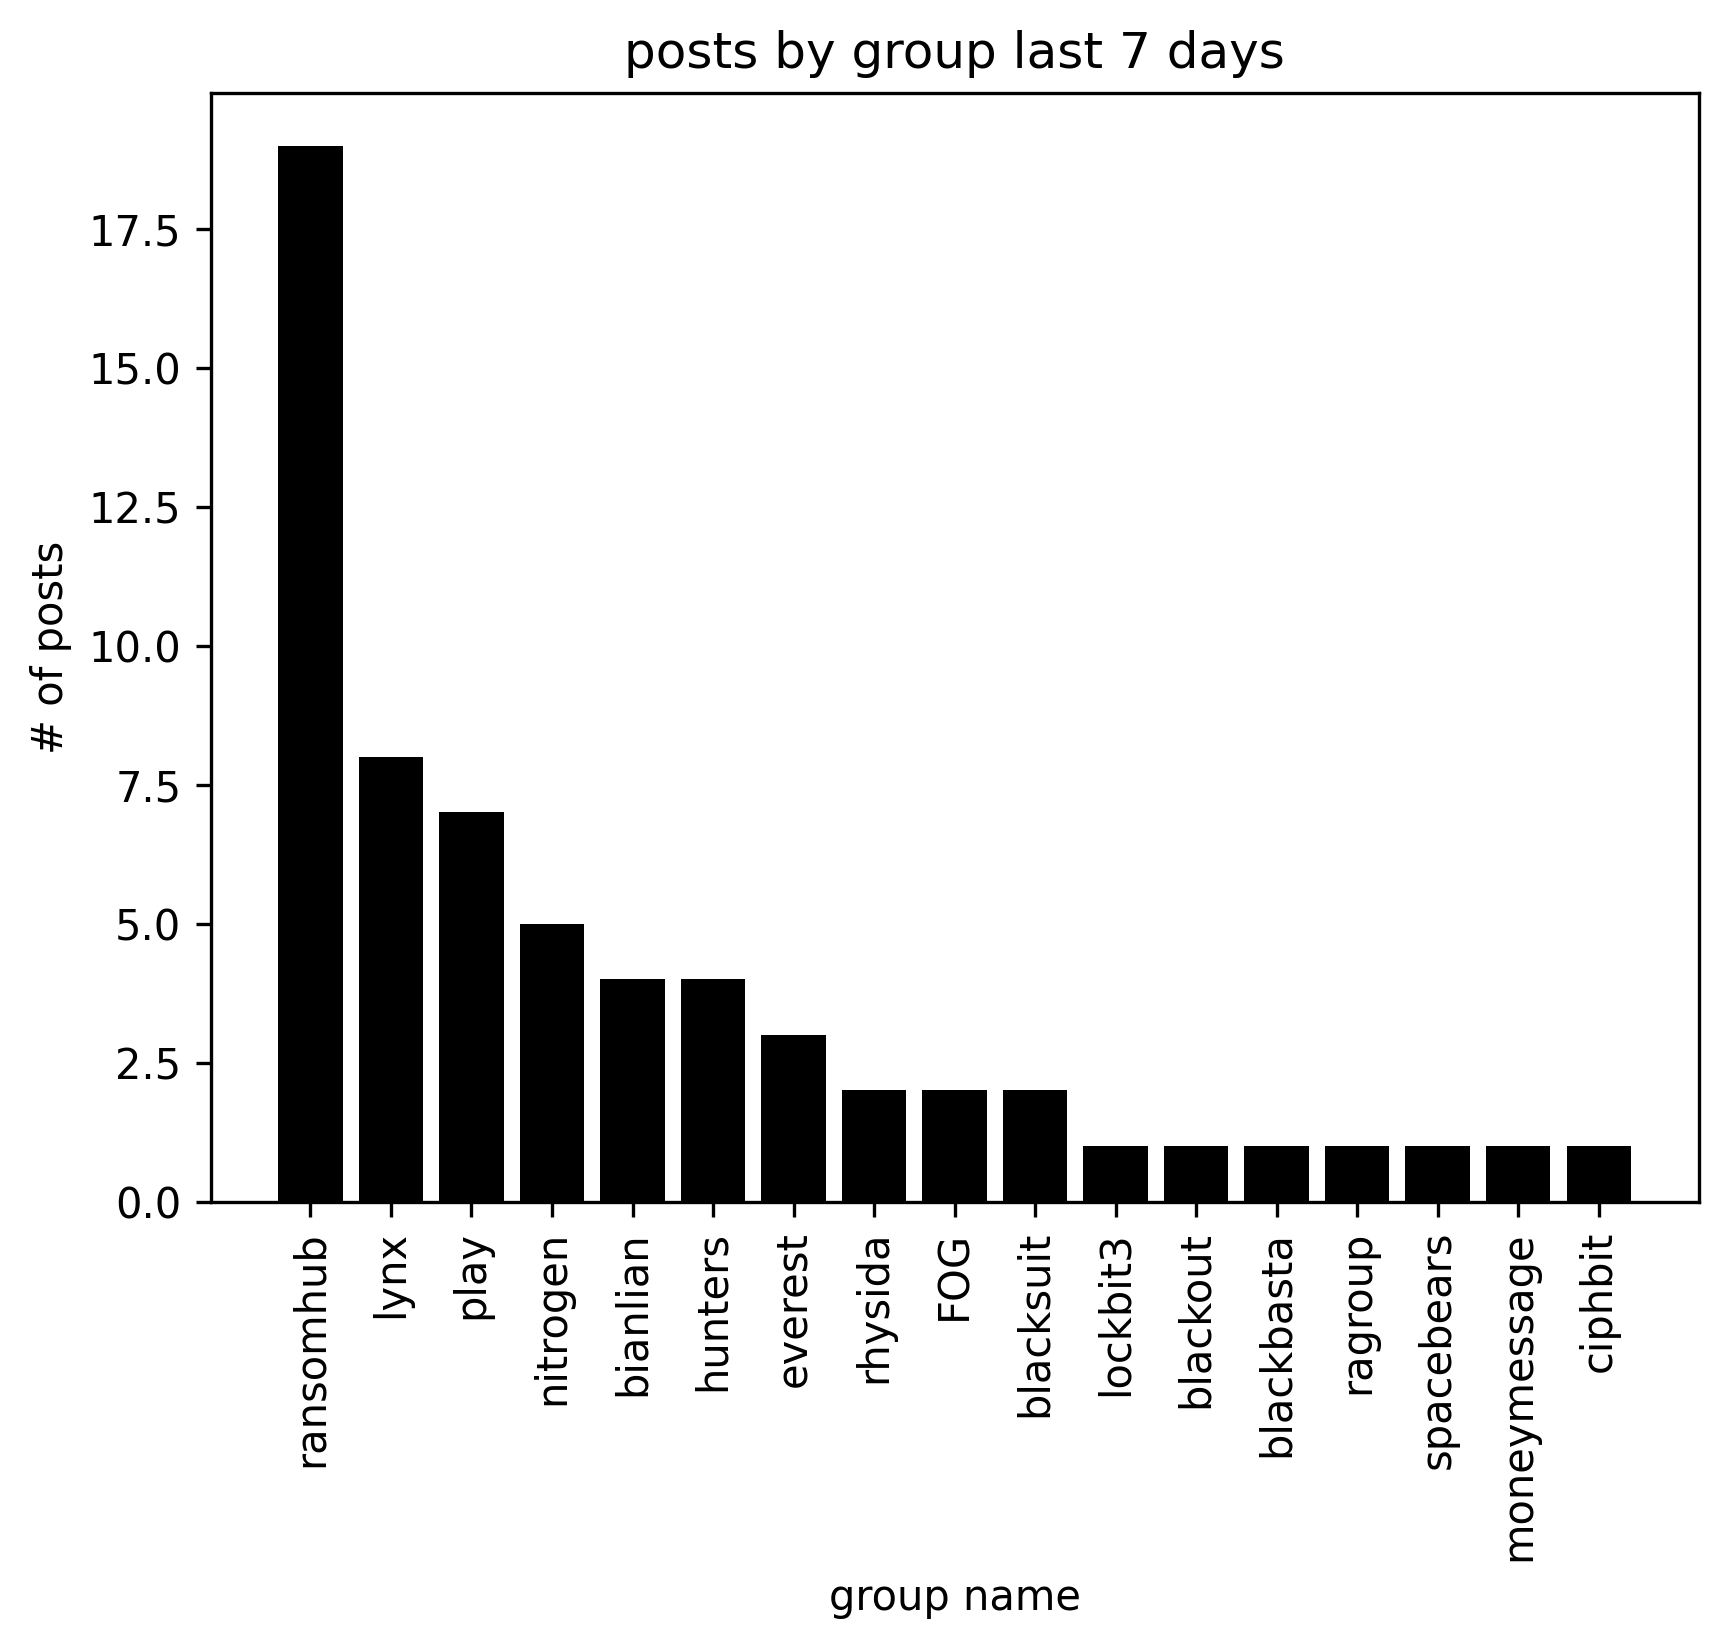 posts by group last 7 days
17.5
15.0
12.5
10.0
7.5
5.0
2.5
0.0
# of posts
ransomhub
lynx
play
nitrogen
bianlian
hunters
everest
rhysida
FOG
blacksuit
lockbit3
blackout
blackbasta
ragroup
spacebears
moneymessage
ciphbit
group name